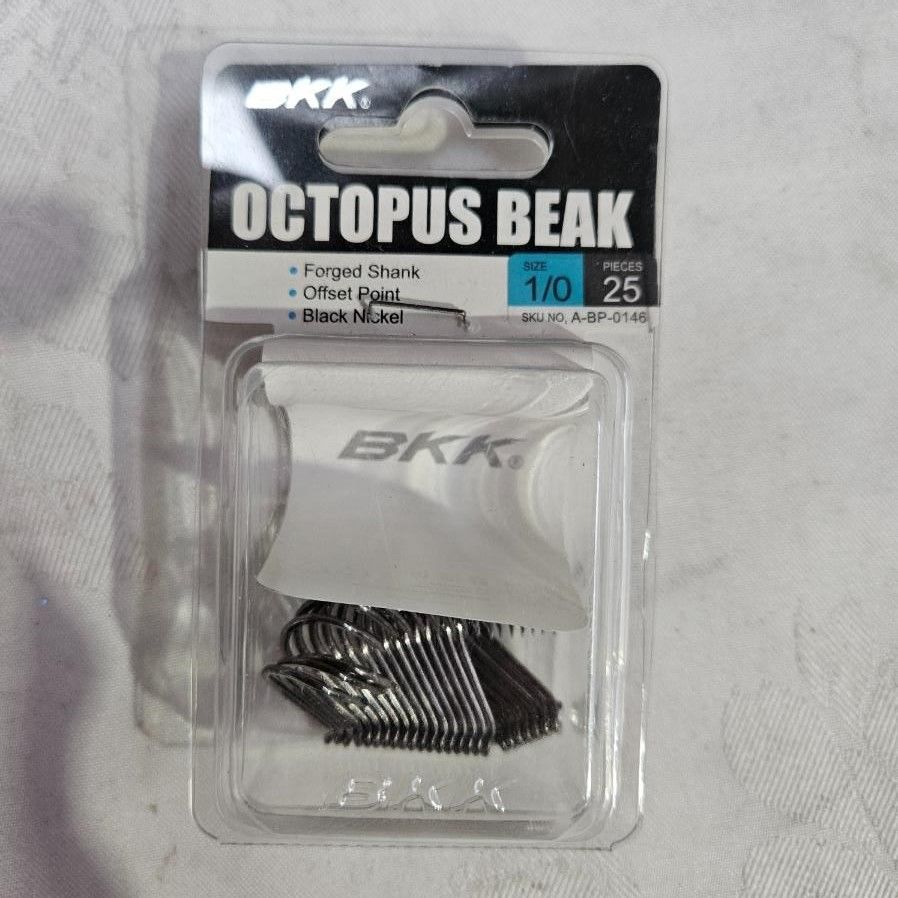 BKK®
OCTOPUS BEAK
• Forged Shank
• Offset Point
• Black Nickel
SIZE
1/0
PIECES
25
SKU NO. A-BP-0146
BKK®
BKK